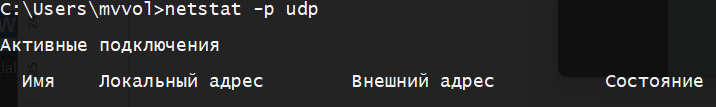 C:\Users\mvvol>netstat -p udp
Активные подключения
Имя Локальный адрес Внешний адрес Состояние